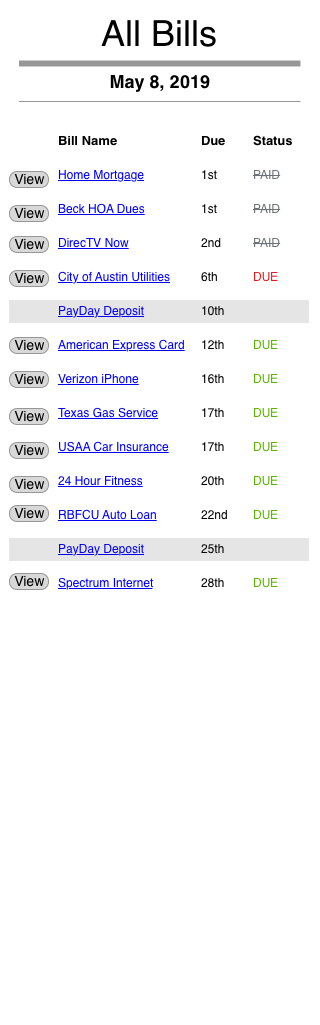 All Bills
May 8, 2019
Bill Name Due Status
View Home Mortgage 1st PAID
View Beck HOA Dues 1st PAID
View DirecTV Now 2nd PAID
View City of Austin Utilities 6th DUE
PayDay Deposit 10th
View American Express Card 12th DUE
View Verizon iPhone 16th DUE
View Texas Gas Service 17th DUE
View USAA Car Insurance 17th DUE
View 24 Hour Fitness 20th DUE
View RBFCU Auto Loan 22nd DUE
PayDay Deposit 25th
View Spectrum Internet 28th DUE